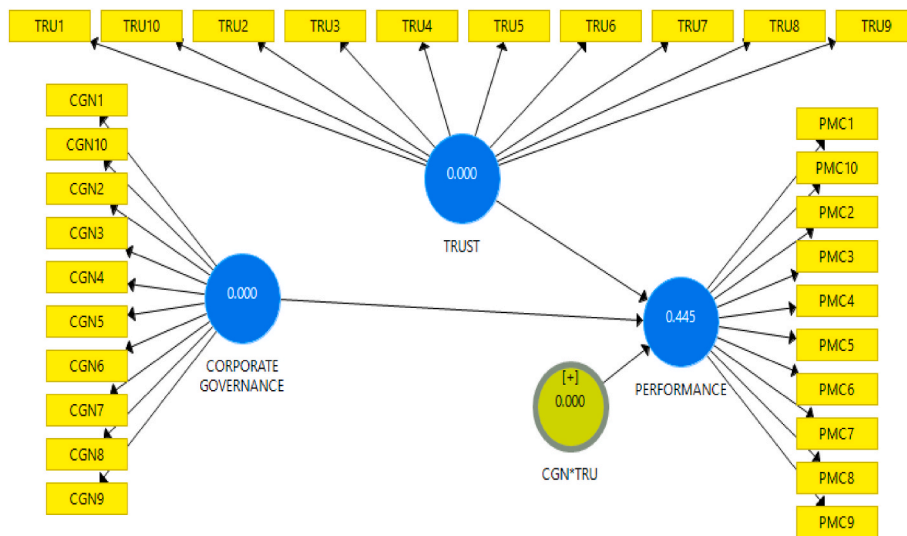 TRU1 TRU10 TRU2 TRU3 TRU4 TRU5 TRU6 TRU7 TRU8 TRU9
CGN1
CGN10
CGN2
CGN3
CGN4
CGN5
CGN6
CGN7
CGN8
CGN9
0.000
TRUST
0.000
CORPORATE
GOVERNANCE
[+]
0.000
CGN*TRU
0.445
PERFORMANCE
PMC1
PMC10
PMC2
PMC3
PMC4
PMC5
PMC6
PMC7
PMC8
PMC9